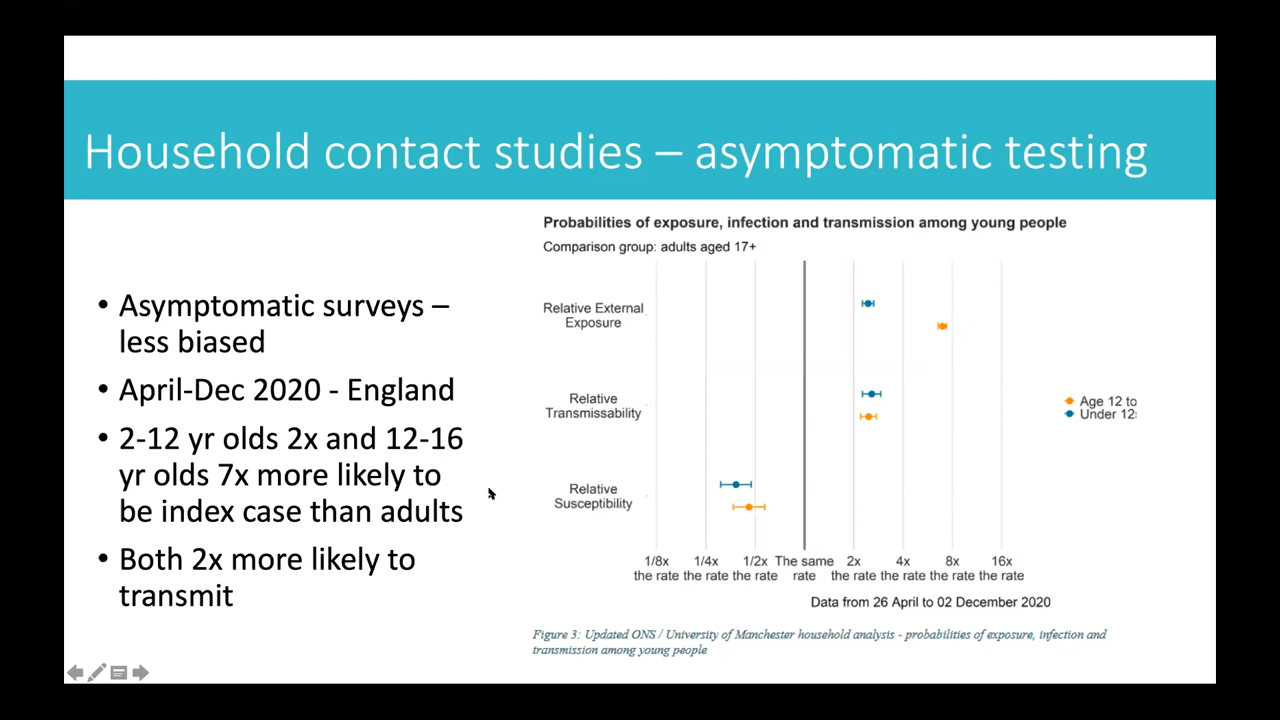 Household contact studies – asymptomatic testing
• Asymptomatic surveys –
less biased
• April-Dec 2020 - England
• 2-12 yr olds 2x and 12-16
yr olds 7x more likely to
be index case than adults
• Both 2x more likely to
transmit
Probabilities of exposure, infection and transmission among young people
Comparison group: adults aged 17+
Relative External
Exposure
Relative
Transmissability
Relative
Susceptibility
Age 12 to
Under 12
1/8x 1/4x 1/2x The same 2x 4x 8x 16x
the rate the rate the rate rate the rate the rate the rate the rate
Data from 26 April to 02 December 2020
Figure 3: Updated ONS / University of Manchester household analysis - probabilities of exposure, infection and
transmission among young people